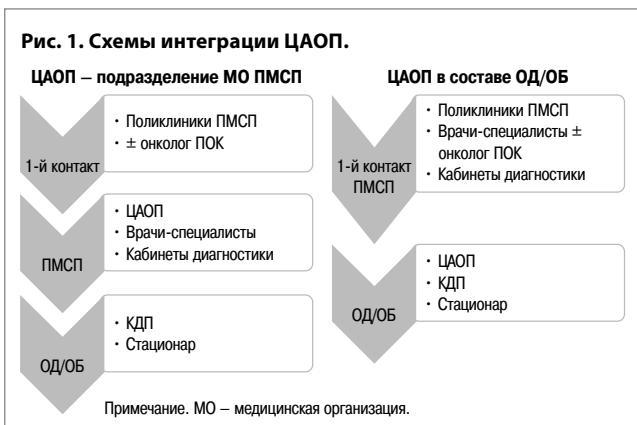 Рис. 1. Схемы интеграции ЦАОП.
ЦАОП – подразделение МО ПМСП
1-й контакт
· Поликлиники ПМСП
· ± онколог ПОК
ПМСП
· ЦАОП
· Врачи-специалисты
· Кабинеты диагностики
ОД/ОБ
· КДП
· Стационар
ЦАОП в составе ОД/ОБ
1-й контакт
ПМСП
· Поликлиники ПМСП
· Врачи-специалисты ±
онколог ПОК
· Кабинеты диагностики
ОД/ОБ
· ЦАОП
· КДП
· Стационар
Примечание. МО – медицинская организация.